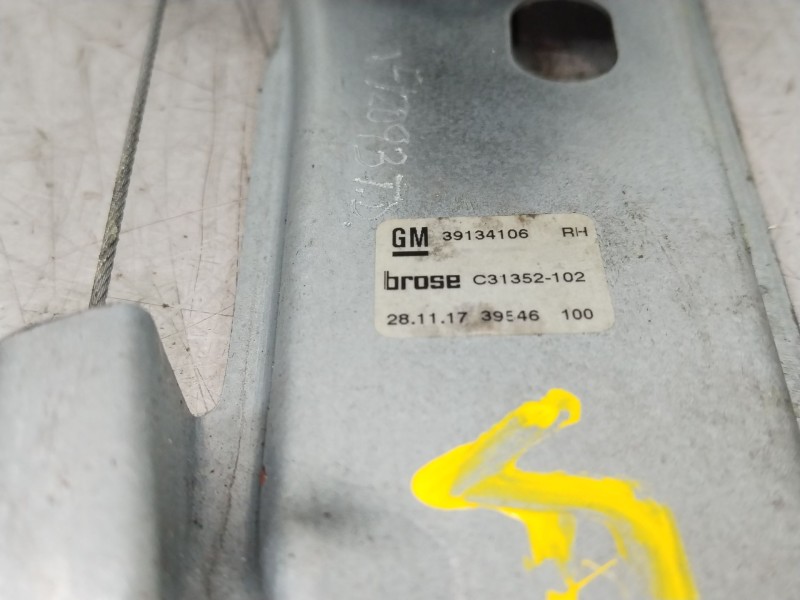 GM 39134106 RH
brose C31352-102
28.11.17 39546 100